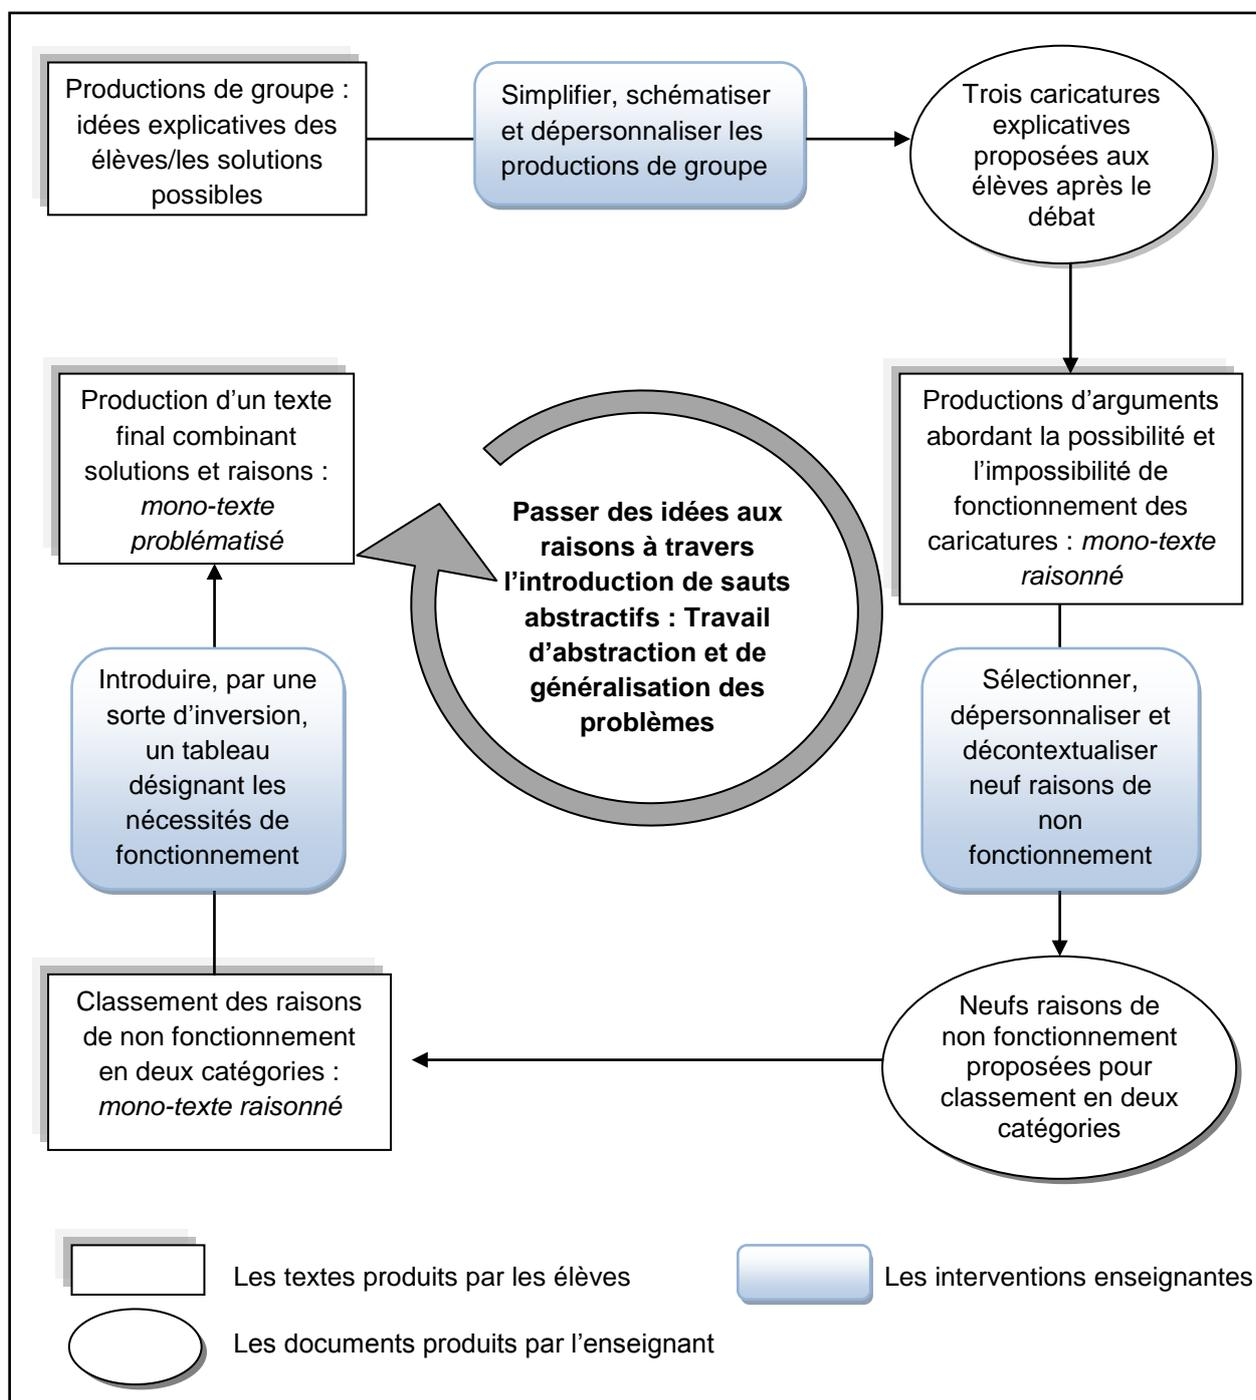 Productions de groupe :
idées explicatives des
élèves/les solutions
possibles
Simplifier, schématiser
et dépersonnaliser les
productions de groupe
Trois caricatures
explicatives
proposées aux
élèves après le
débat
Productions d’arguments
abordant la possibilité et
l’impossibilité de
fonctionnement des
caricatures : mono-texte
raisonné
Sélectionner,
dépersonnaliser et
décontextualiser
neuf raisons de
non
fonctionnement
Neufs raisons de
non fonctionnement
proposées pour
classement en deux
catégories
Classement des raisons
de non fonctionnement
en deux catégories :
mono-texte raisonné
Introduire, par une
sorte d’inversion,
un tableau
désignant les
nécessités de
fonctionnement
Production d’un texte
final combinant
solutions et raisons :
mono-texte
problématisé
Passer des idées aux
raisons à travers
l’introduction de sauts
abstractifs : Travail
d’abstraction et de
généralisation des
problèmes
Les textes produits par les élèves
Les interventions enseignantes
Les documents produits par l’enseignant